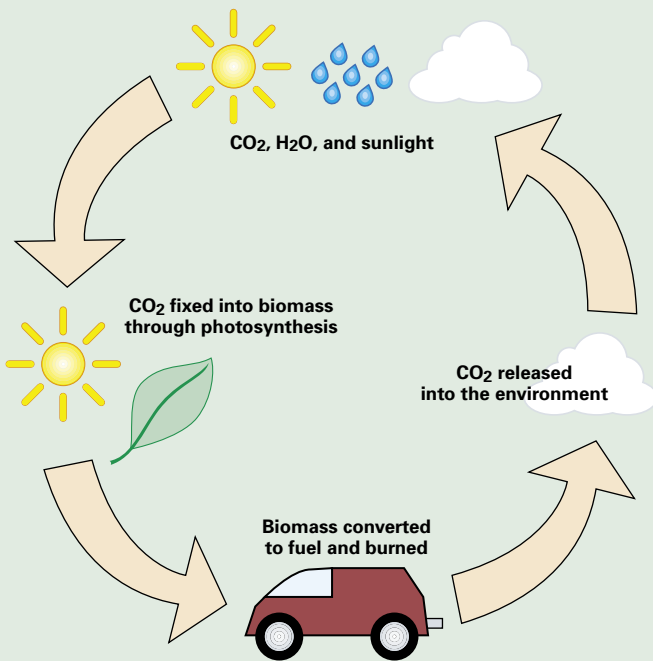 CO₂, H₂O, and sunlight
CO₂ fixed into biomass
through photosynthesis
CO₂ released
into the environment
Biomass converted
to fuel and burned